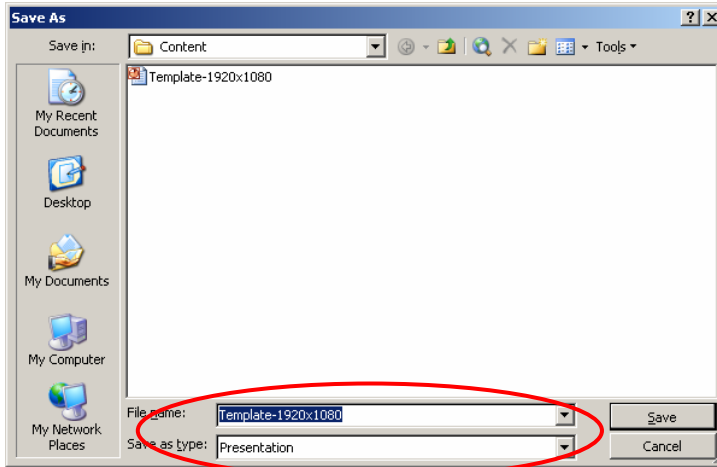 Save As
Save in: Content Tools
Template-1920x1080
My Recent
Documents
Desktop
My Documents
My Computer
My Network
Places
File name: Template-1920x1080 Save
Save as type: Presentation Cancel